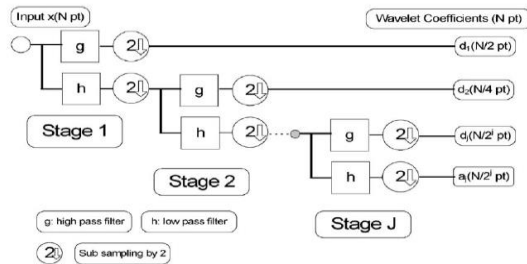 Input x(N pt)
Wavelet Coefficients (N pt)
g
2
d₁(N/2 pt)
h
2
g
2
d₂(N/4 pt)
Stage 1
h
2
g
2
dⱼ(N/2ʲ pt)
Stage 2
h
2
aⱼ(N/2ʲ pt)
g: high pass filter
h: low pass filter
Stage J
2
Sub sampling by 2